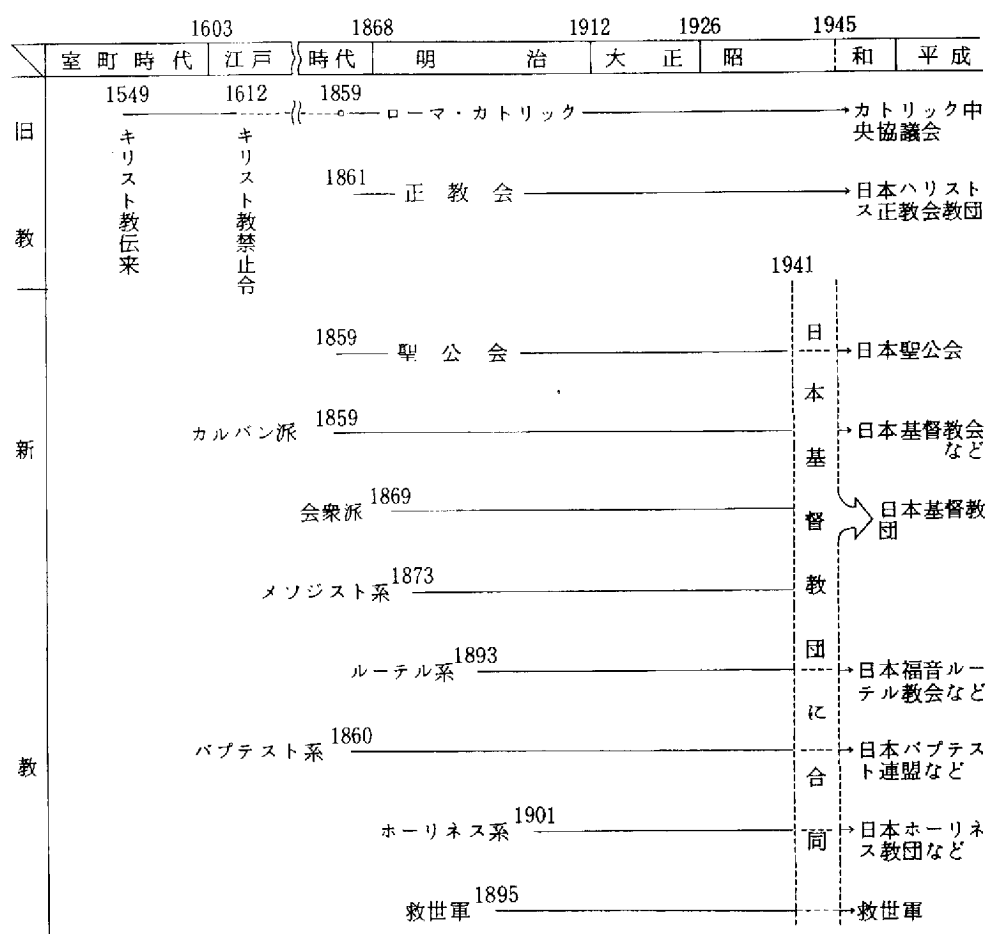 1603 1868 1912 1926 1945
室町時代 江戸 時代 明治 大正 昭 和 平成
旧教
1549 1612 1859 ローマ・カトリック カトリック中
央協議会
キリスト教伝来
キリスト教禁止令
1861 正教会 日本ハリスト
ス正教会教団
1941
日本基督教団に合同
新教
1859 聖公会 日本聖公会
カルバン派 1859 日本基督教会
など
会衆派 1869 日本基督教
団
メソジスト系 1873
ルーテル系 1893 日本福音ルー
テル教会など
バプテスト系 1860 日本バプテス
ト連盟など
ホーリネス系 1901 日本ホーリネ
ス教団など
救世軍 1895 救世軍